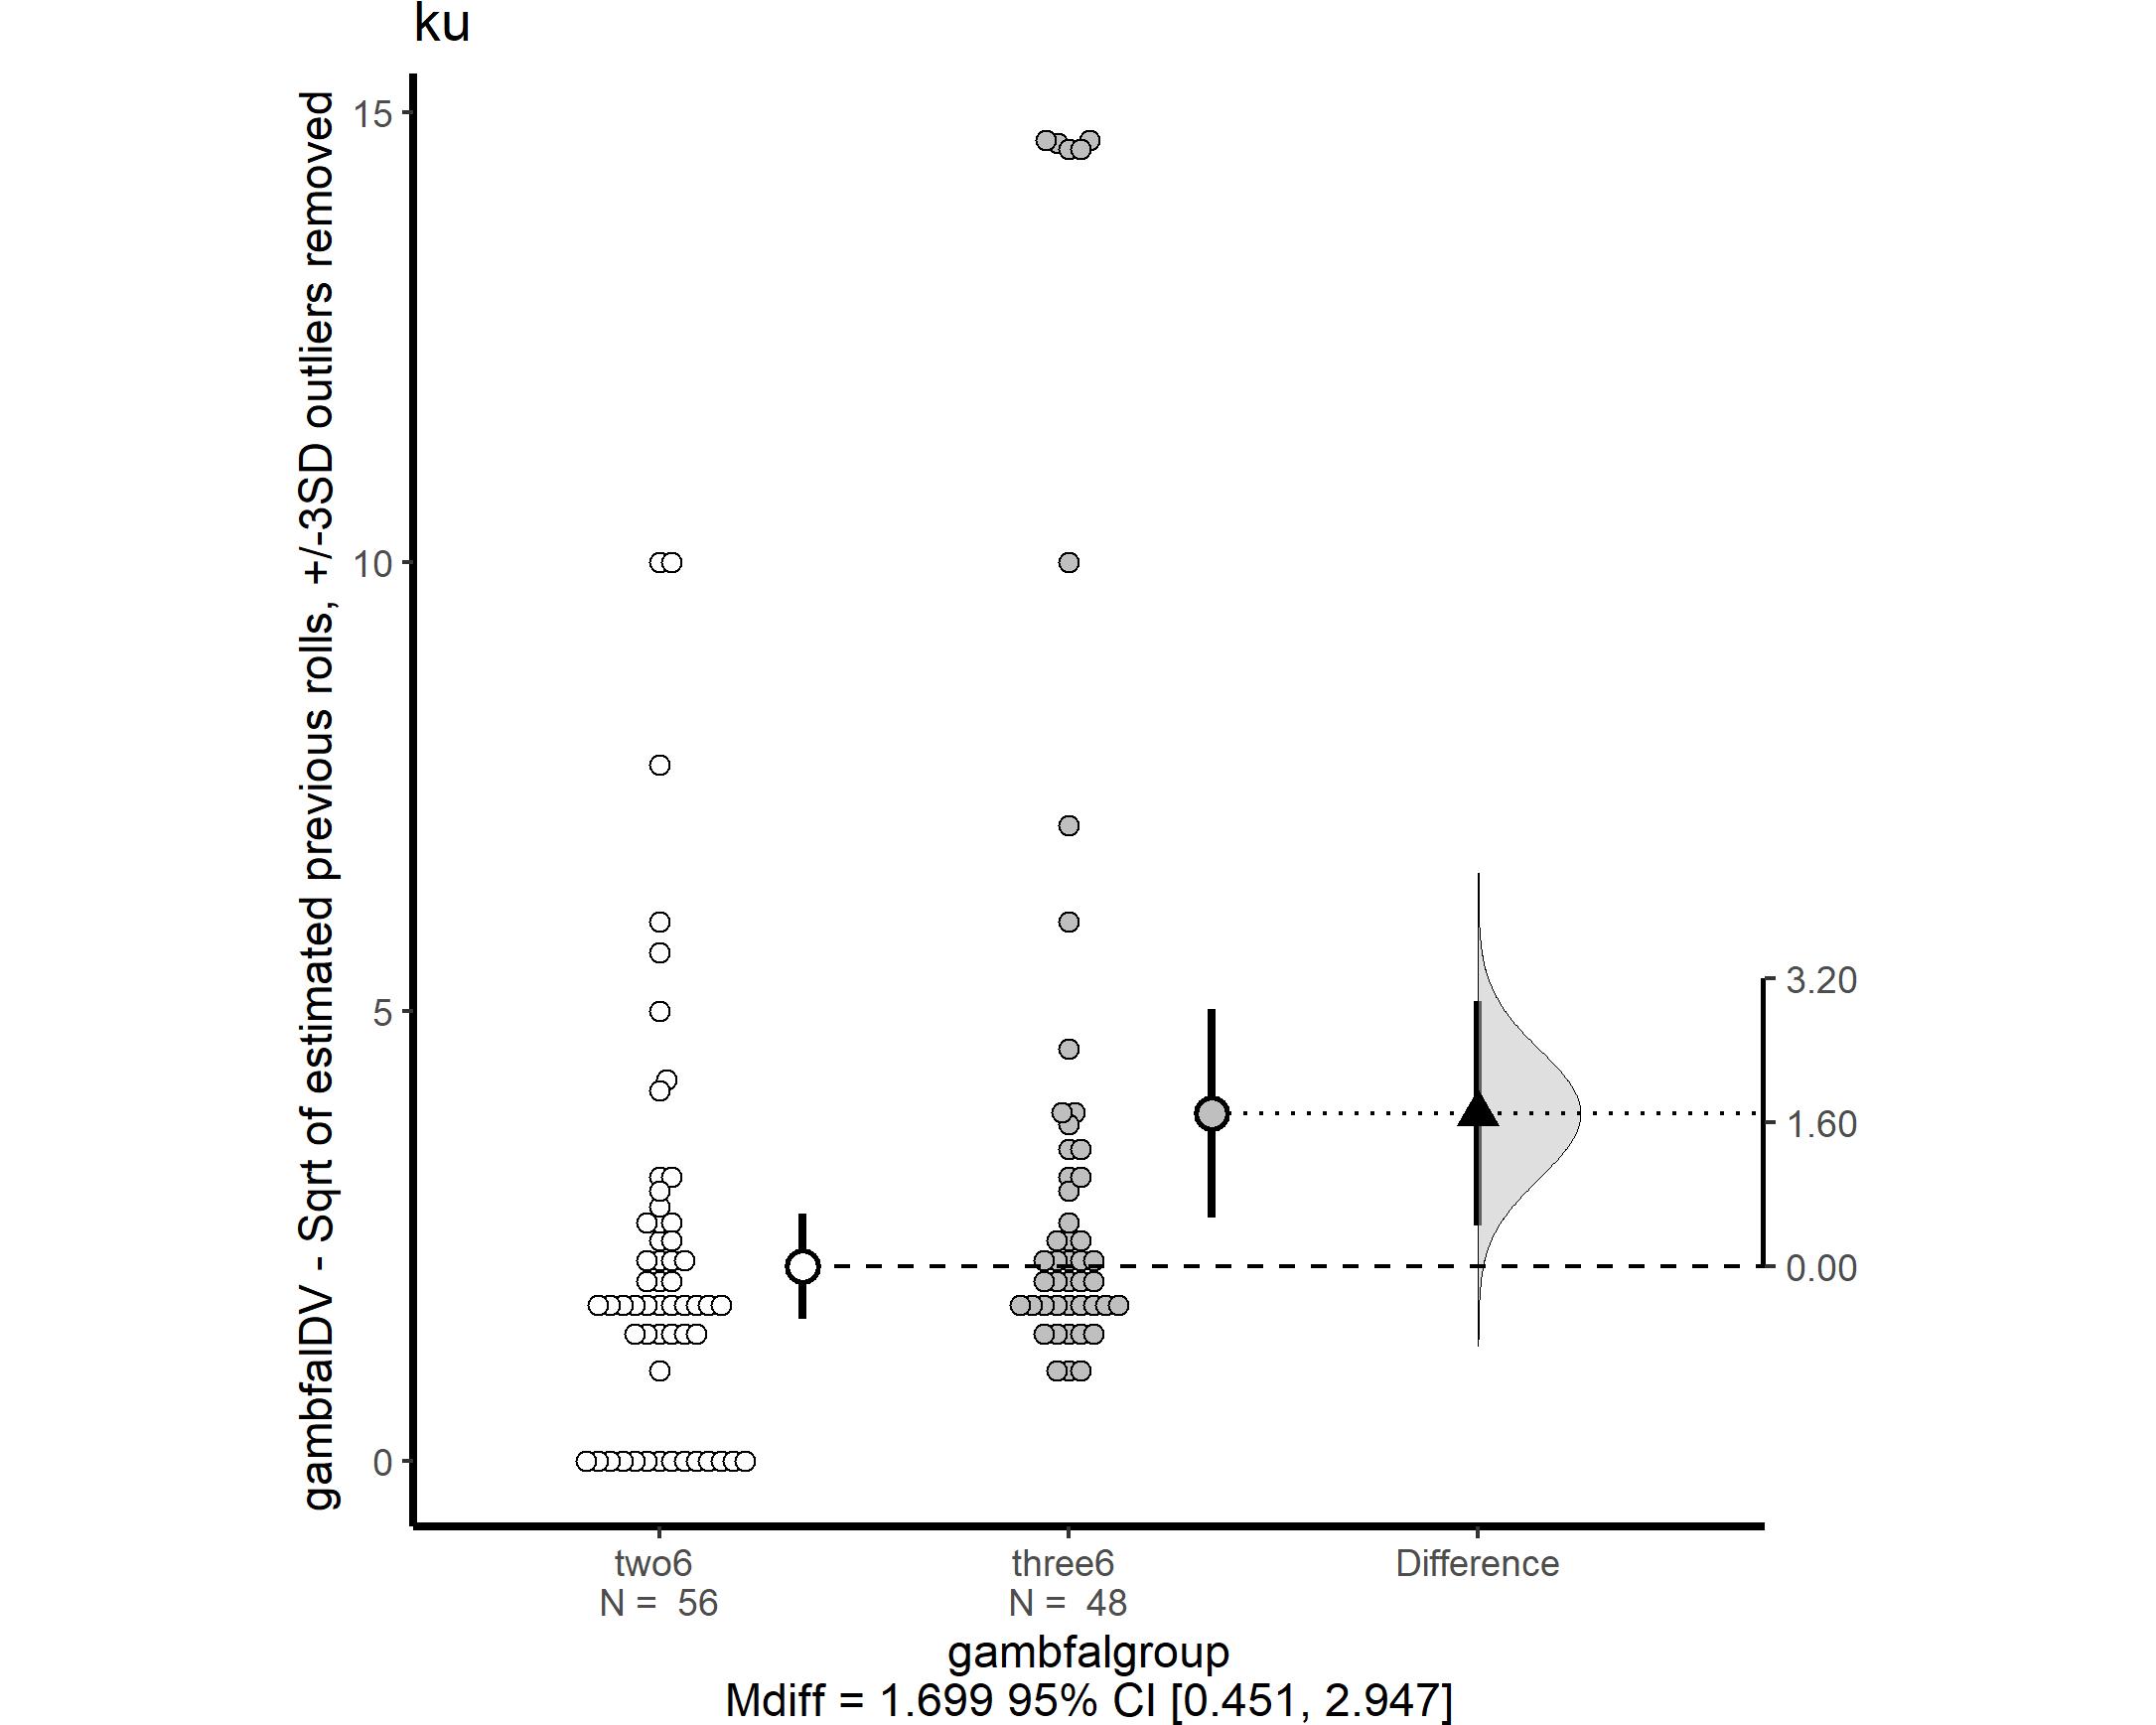 ku
gambfalDV - Sqrt of estimated previous rolls, +/-3SD outliers removed
15
10
5
0
3.20
1.60
0.00
two6
N =  56
three6
N =  48
Difference
gambfalgroup
Mdiff = 1.699 95% CI [0.451, 2.947]